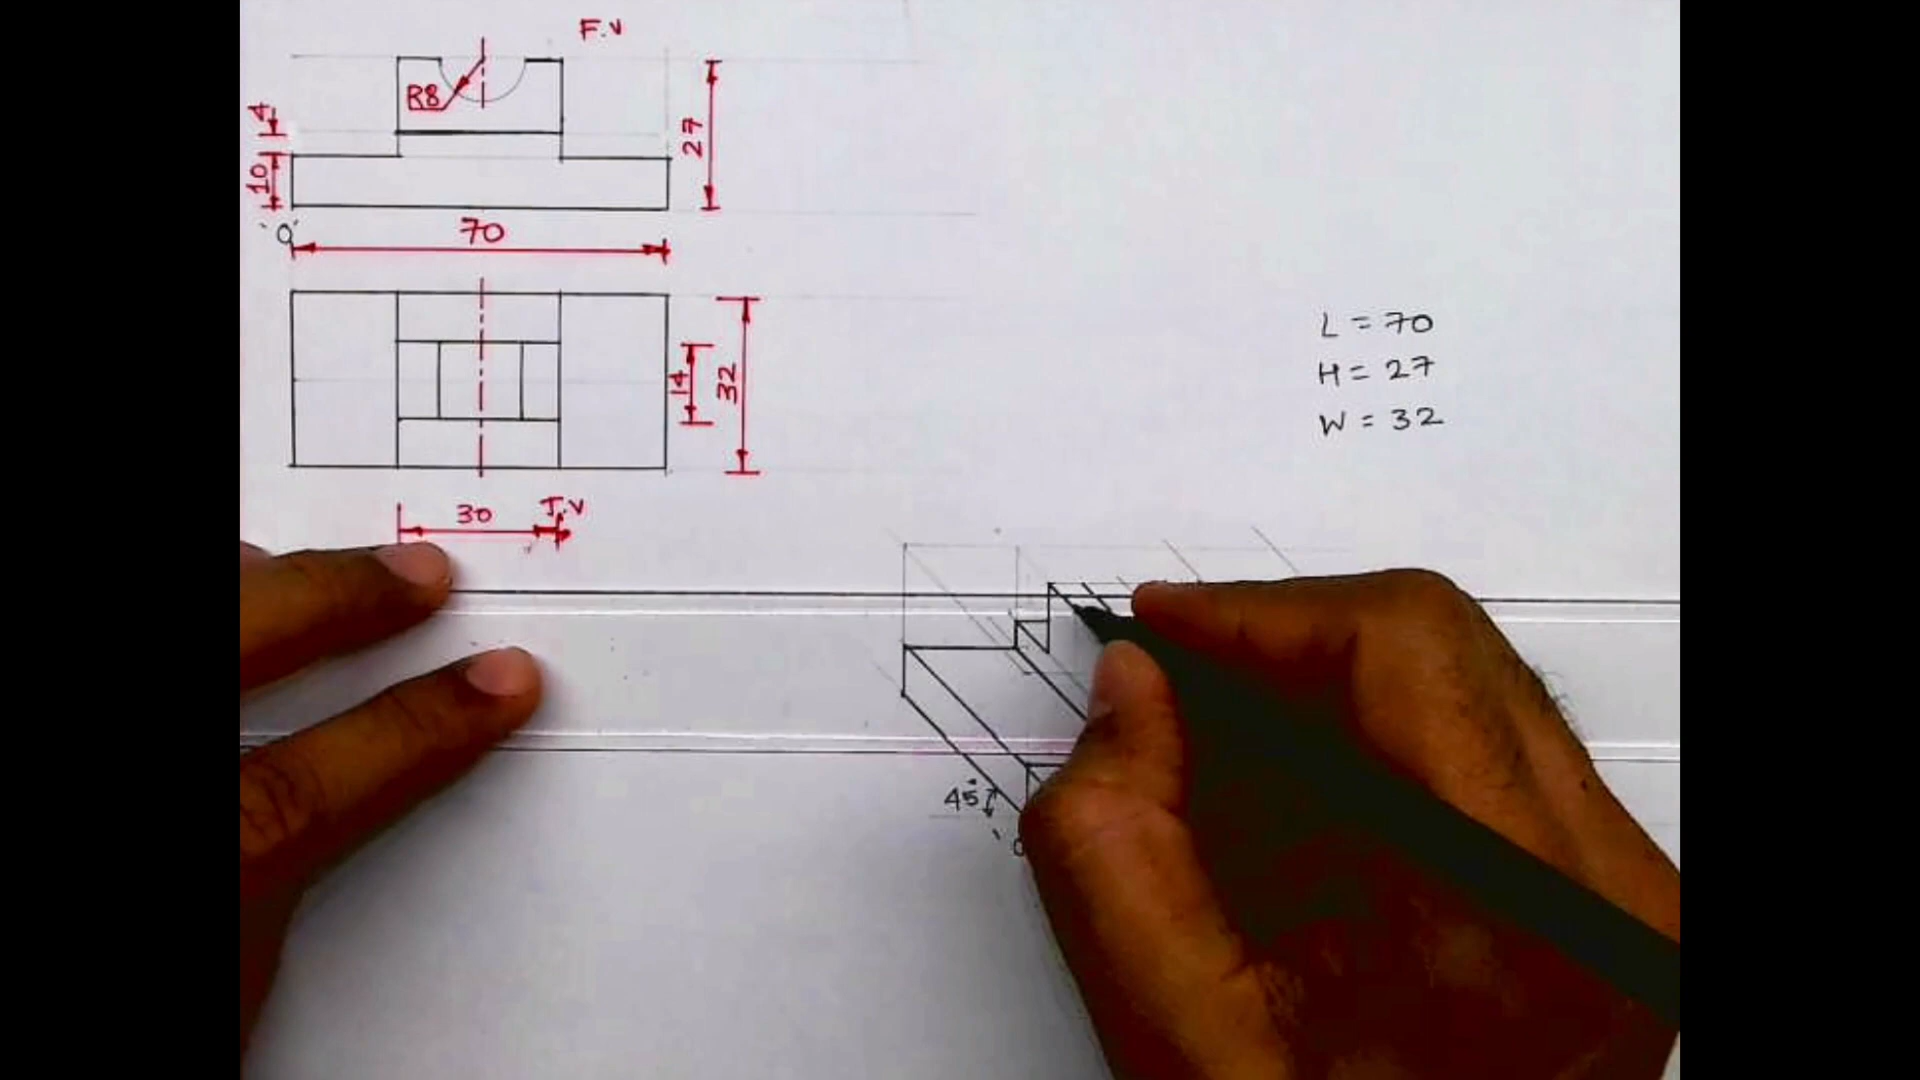 F.V
R8
4
27
10
'O'
70
14
32
30
T.V
L = 70
H = 27
W = 32
45°
'O